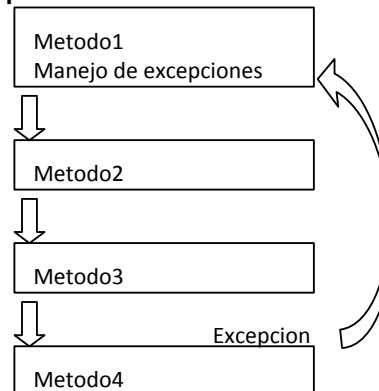 Metodo1
Manejo de excepciones
Metodo2
Metodo3
Excepcion
Metodo4